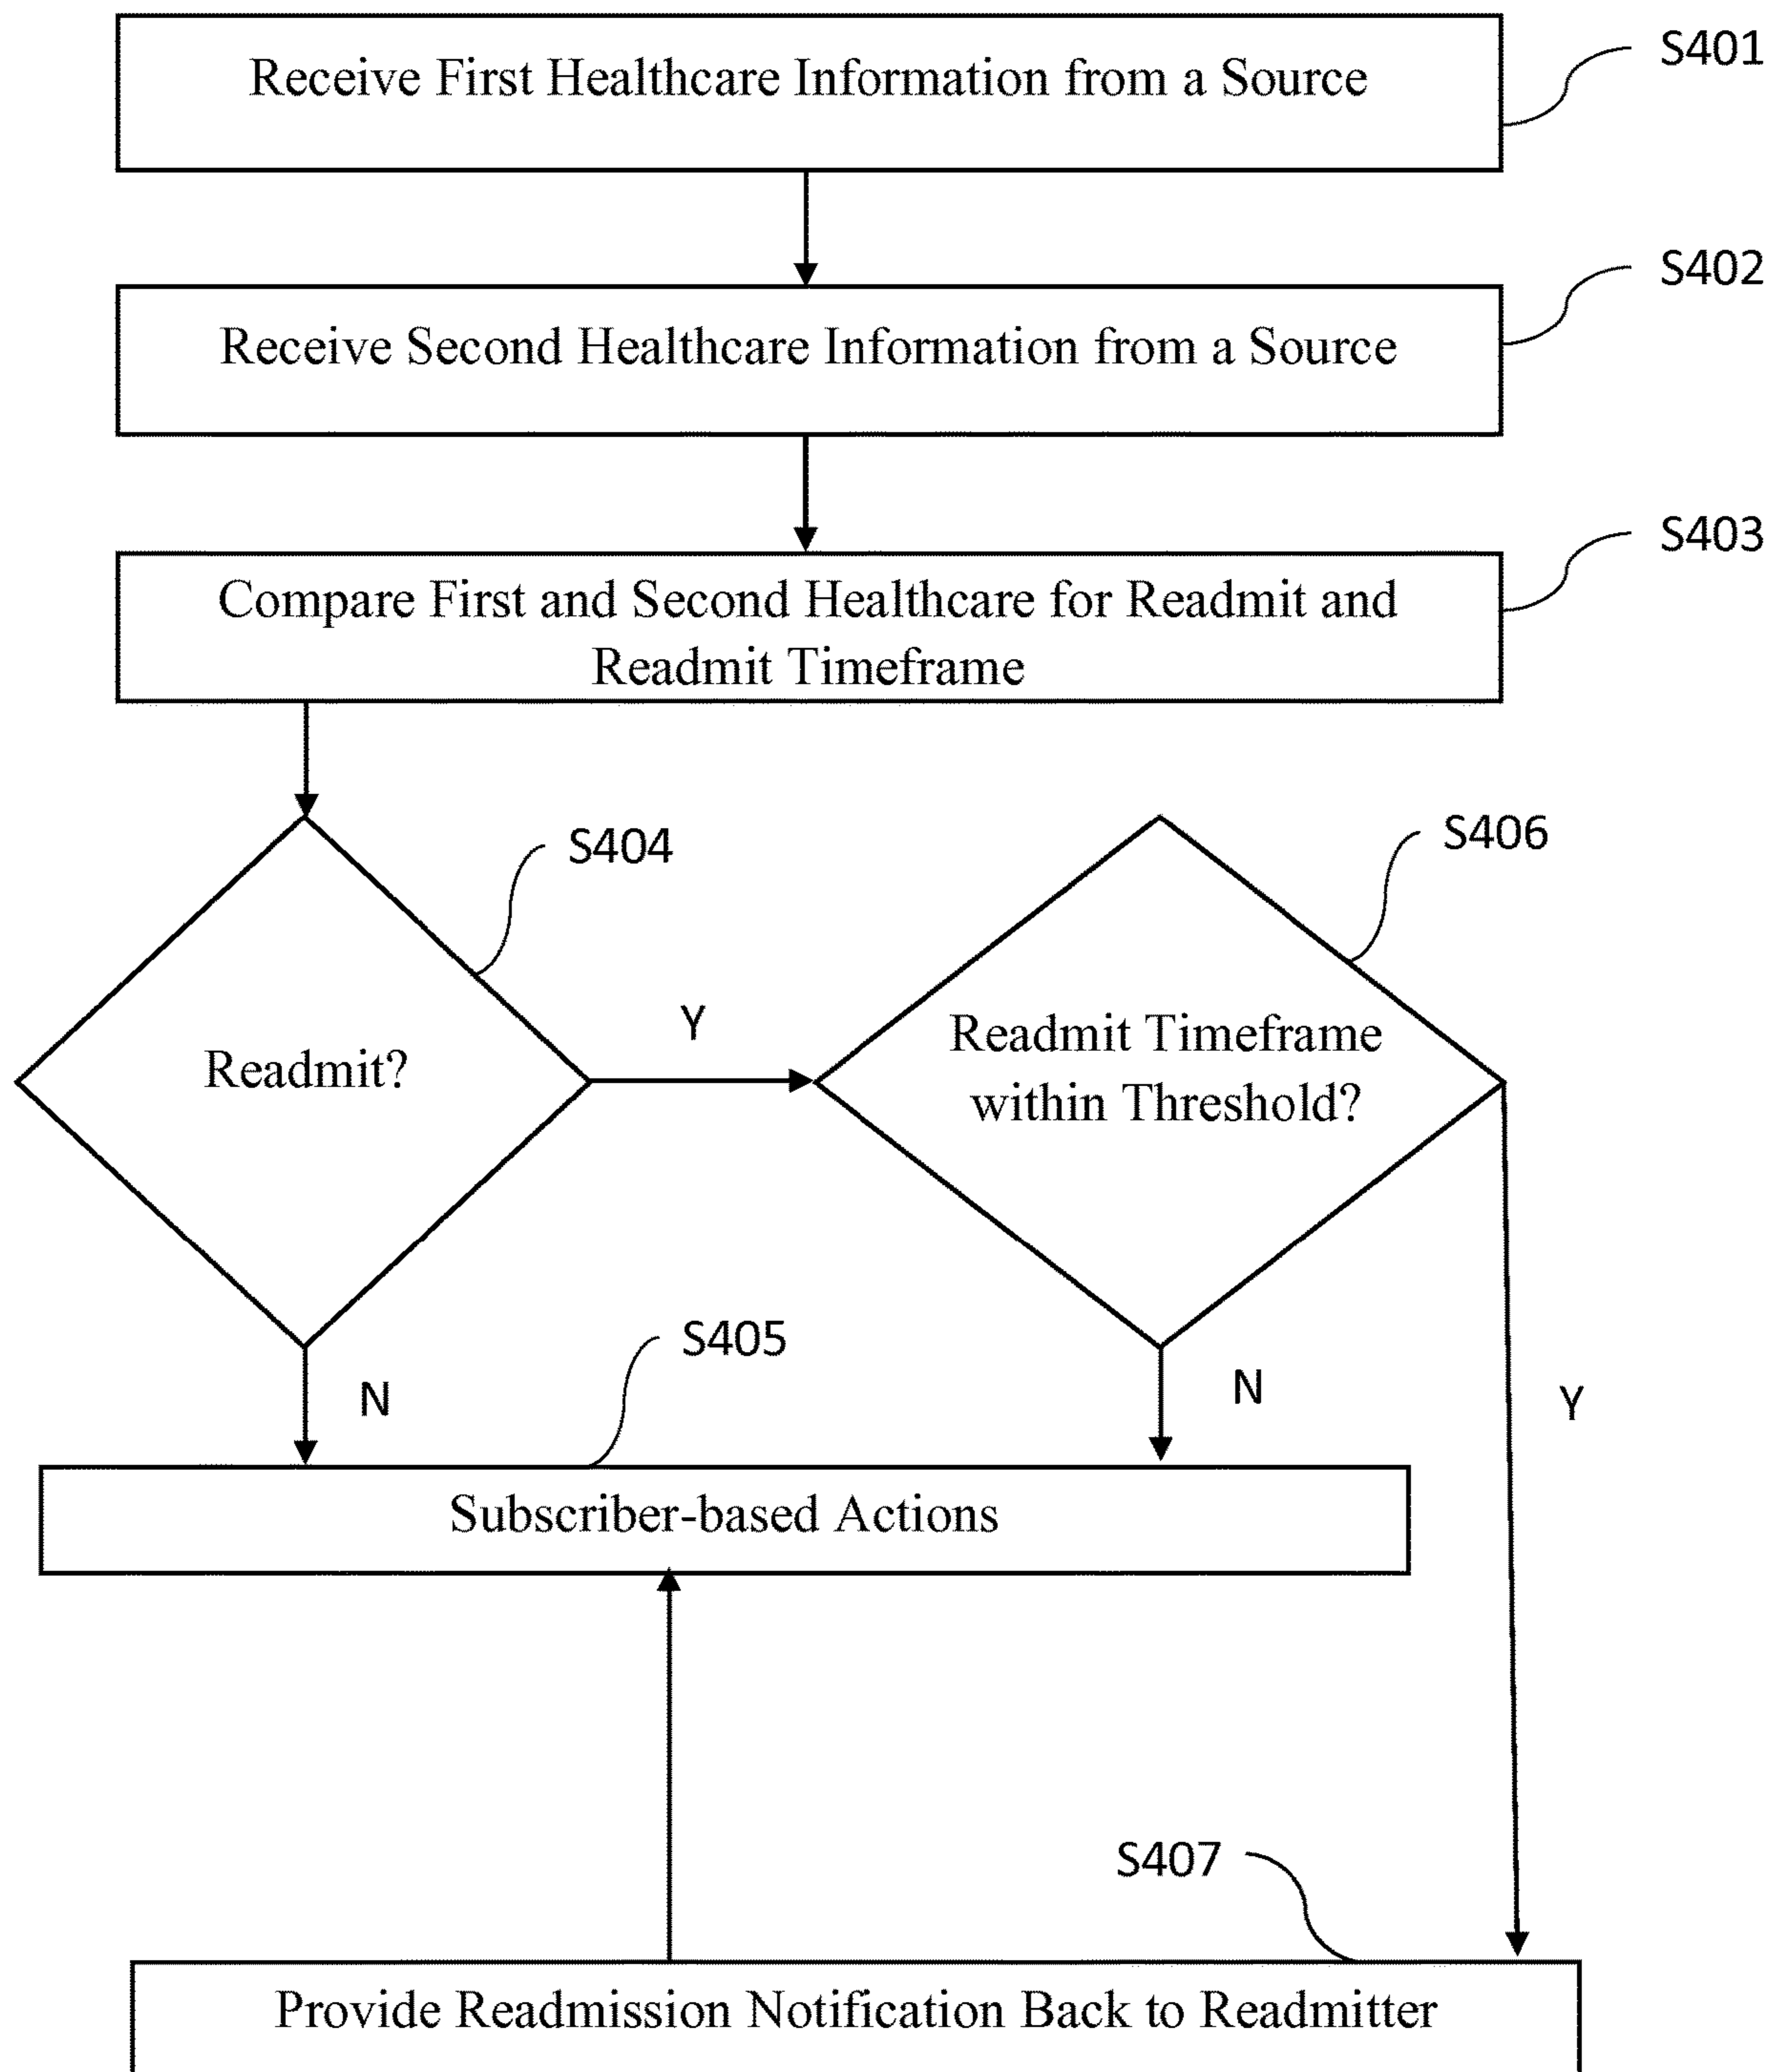 Receive First Healthcare Information from a Source
S401
Receive Second Healthcare Information from a Source
S402
Compare First and Second Healthcare for Readmit and
Readmit Timeframe
S403
S404
Readmit?
Y
S406
Readmit Timeframe
within Threshold?
N
S405
N
Y
Subscriber-based Actions
S407
Provide Readmission Notification Back to Readmitter